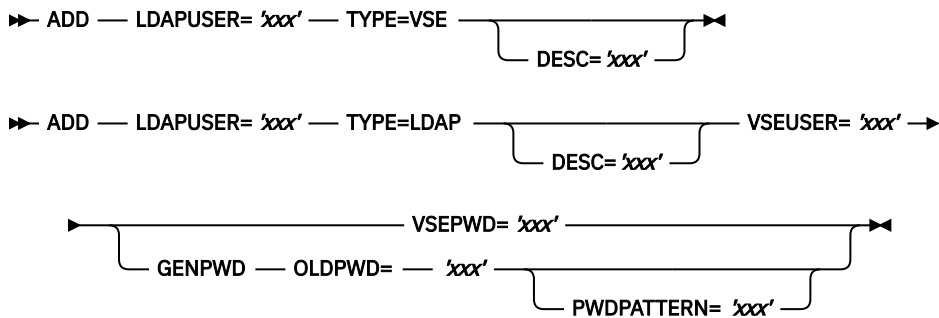 ADD LDAPUSER= 'xxx' TYPE=VSE
DESC= 'xxx'
ADD LDAPUSER= 'xxx' TYPE=LDAP VSEUSER= 'xxx'
DESC= 'xxx'
VSEPWD= 'xxx'
GENPWD OLDPWD= 'xxx'
PWDPATTERN= 'xxx'